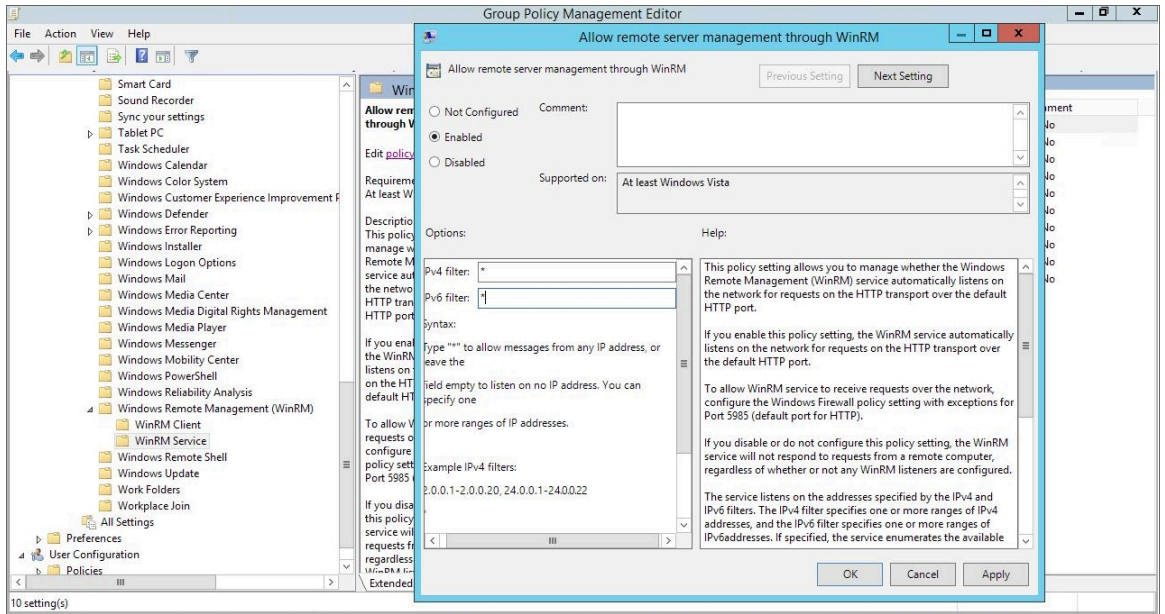 Group Policy Management Editor
File Action View Help
Smart Card
Sound Recorder
Sync your settings
Tablet PC
Task Scheduler
Windows Calendar
Windows Color System
Windows Customer Experience Improvement P
Windows Defender
Windows Error Reporting
Windows Installer
Windows Logon Options
Windows Mail
Windows Media Center
Windows Media Digital Rights Management
Windows Media Player
Windows Messenger
Windows Mobility Center
Windows PowerShell
Windows Reliability Analysis
Windows Remote Management (WinRM)
WinRM Client
WinRM Service
Windows Remote Shell
Windows Update
Work Folders
Workplace Join
All Settings
Preferences
User Configuration
Policies
10 setting(s)
Win
Allow rem
through W
Edit policy
Requireme
At least W
Descriptio
This policy
manage w
Remote M
service aut
the netwo
HTTP tran
HTTP port
If you enal
the WinRM
listens on
on the HT
default HT
To allow W
requests o
configure
policy sett
Port 5985
If you disa
this policy
service wil
requests fr
regardless
WinRM lis
Extended
mment
No
No
No
No
No
No
No
No
No
No
Allow remote server management through WinRM
Allow remote server management through WinRM
Previous Setting Next Setting
Not Configured
Enabled
Disabled
Comment:
Supported on: At least Windows Vista
Options:
Pv4 filter: *
Pv6 filter: *
Syntax:
Type "*" to allow messages from any IP address, or
leave the
field empty to listen on no IP address. You can
specify one
or more ranges of IP addresses.
Example IPv4 filters:
2.0.0.1-2.0.0.20, 24.0.0.1-24.0.0.22
*
Help:
This policy setting allows you to manage whether the Windows
Remote Management (WinRM) service automatically listens on
the network for requests on the HTTP transport over the default
HTTP port.
If you enable this policy setting, the WinRM service automatically
listens on the network for requests on the HTTP transport over
the default HTTP port.
To allow WinRM service to receive requests over the network,
configure the Windows Firewall policy setting with exceptions for
Port 5985 (default port for HTTP).
If you disable or do not configure this policy setting, the WinRM
service will not respond to requests from a remote computer,
regardless of whether or not any WinRM listeners are configured.
The service listens on the addresses specified by the IPv4 and
IPv6 filters. The IPv4 filter specifies one or more ranges of IPv4
addresses, and the IPv6 filter specifies one or more ranges of
IPv6addresses. If specified, the service enumerates the available
OK Cancel Apply